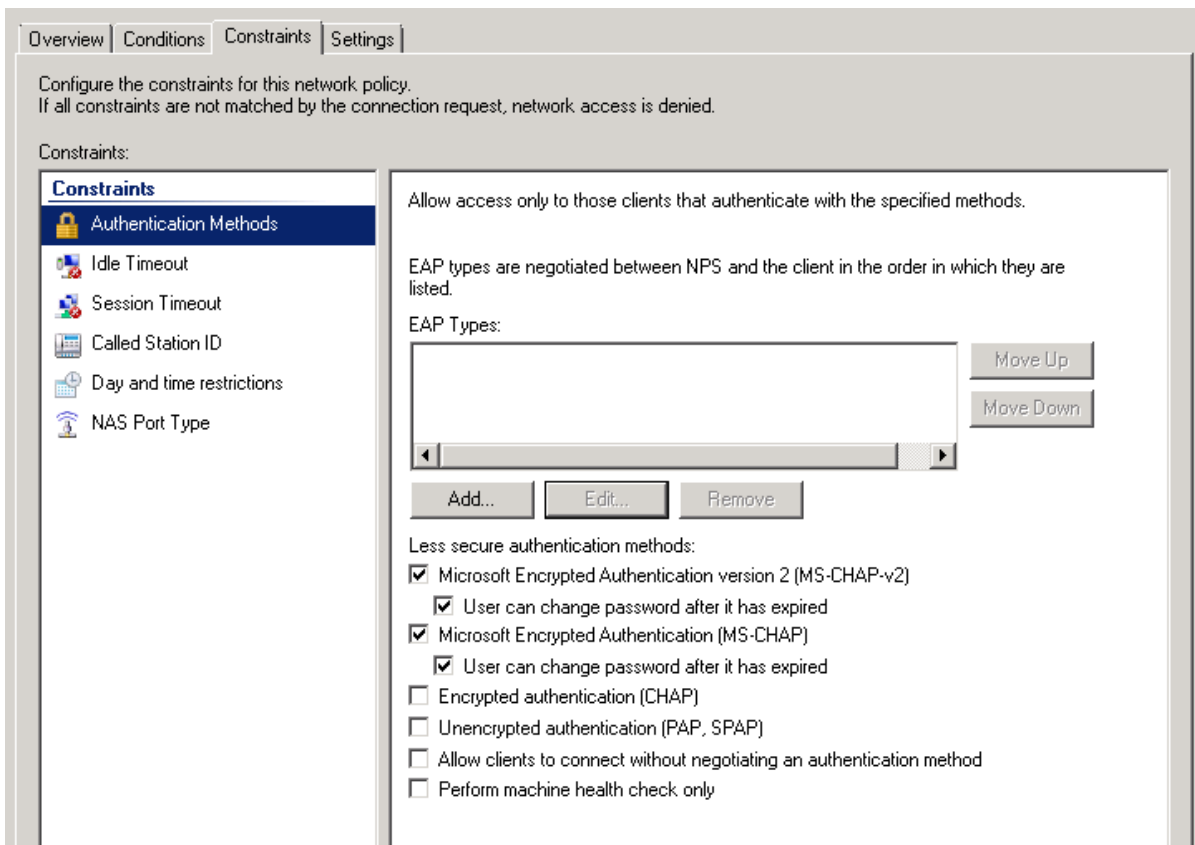 Overview Conditions Constraints Settings
Configure the constraints for this network policy.
If all constraints are not matched by the connection request, network access is denied.
Constraints:
Constraints
Authentication Methods
Idle Timeout
Session Timeout
Called Station ID
Day and time restrictions
NAS Port Type
Allow access only to those clients that authenticate with the specified methods.
EAP types are negotiated between NPS and the client in the order in which they are
listed.
EAP Types:
Move Up
Move Down
Add... Edit... Remove
Less secure authentication methods:
Microsoft Encrypted Authentication version 2 (MS-CHAP-v2)
User can change password after it has expired
Microsoft Encrypted Authentication (MS-CHAP)
User can change password after it has expired
Encrypted authentication (CHAP)
Unencrypted authentication (PAP, SPAP)
Allow clients to connect without negotiating an authentication method
Perform machine health check only